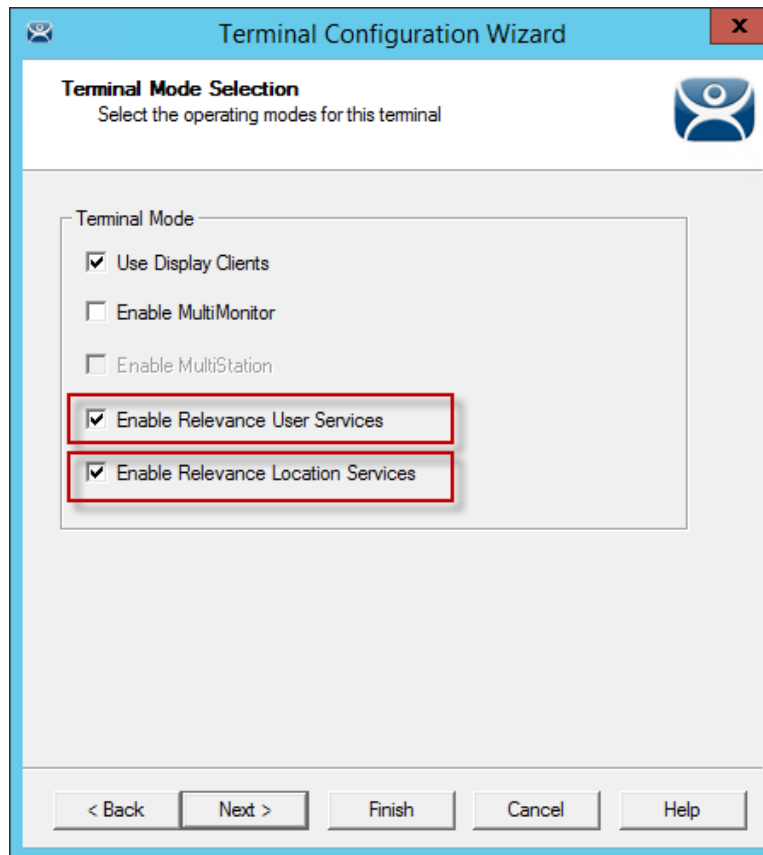 Terminal Configuration Wizard
x
Terminal Mode Selection
Select the operating modes for this terminal
Terminal Mode
Use Display Clients
Enable MultiMonitor
Enable MultiStation
Enable Relevance User Services
Enable Relevance Location Services
< Back Next > Finish Cancel Help